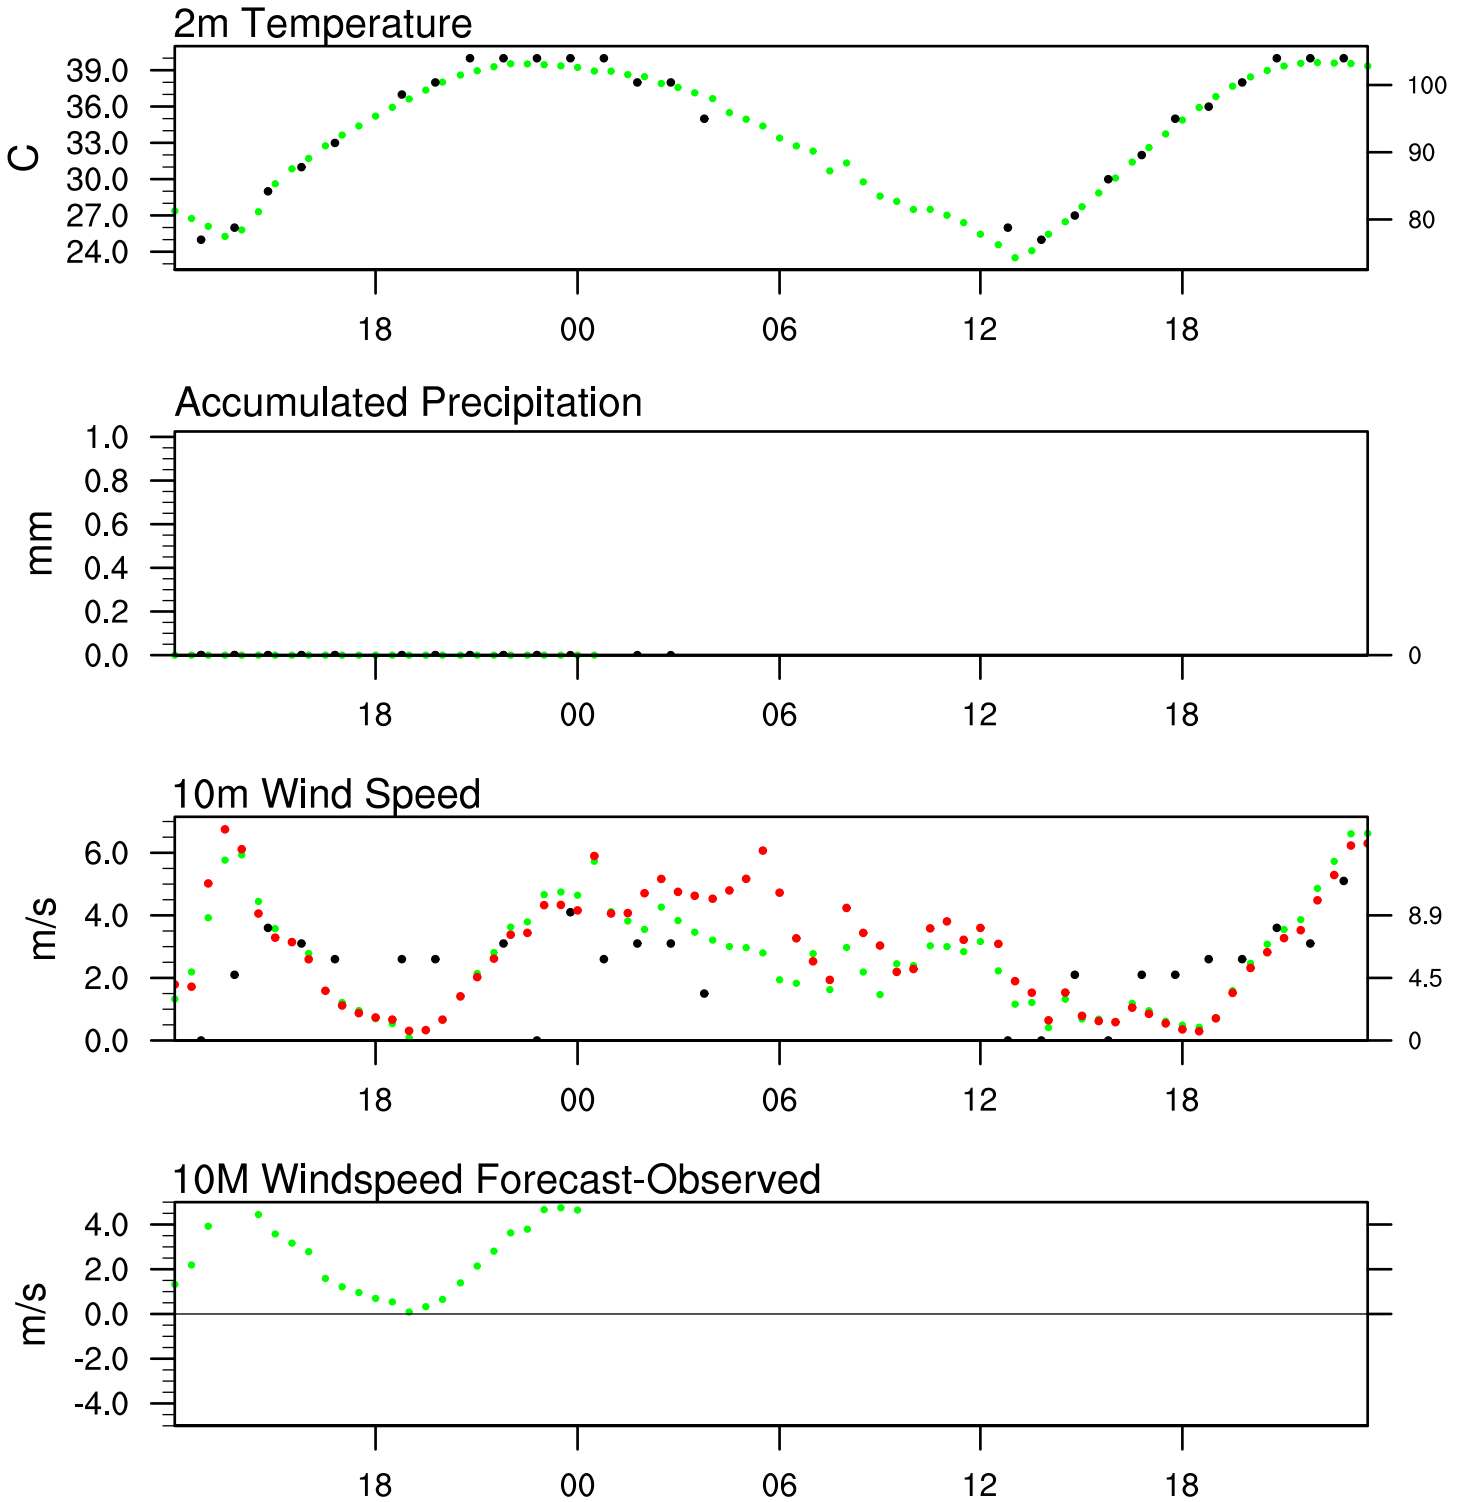 2m Temperature
39.0
36.0
33.0
30.0
27.0
24.0
C
100
90
80
18 00 06 12 18
Accumulated Precipitation
1.0
0.8
0.6
0.4
0.2
0.0
mm
0
18 00 06 12 18
10m Wind Speed
6.0
4.0
2.0
0.0
m/s
8.9
4.5
0
18 00 06 12 18
10M Windspeed Forecast-Observed
4.0
2.0
0.0
-2.0
-4.0
m/s
18 00 06 12 18